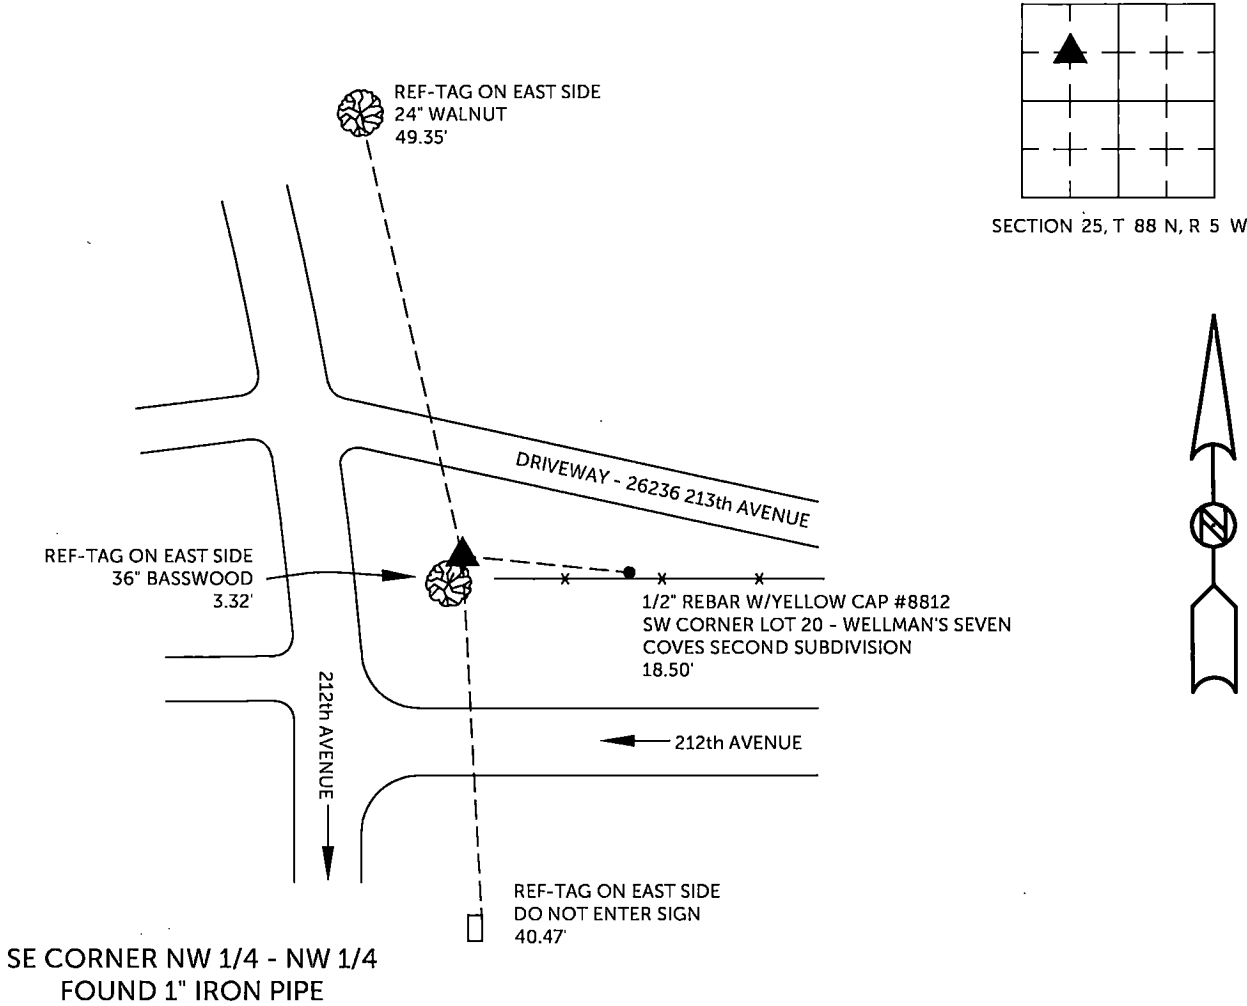 REF-TAG ON EAST SIDE
24" WALNUT
49.35'
SECTION 25, T 88 N, R 5 W
N
DRIVEWAY - 26236 213th AVENUE
REF-TAG ON EAST SIDE
36" BASSWOOD
3.32'
1/2" REBAR W/YELLOW CAP #8812
SW CORNER LOT 20 - WELLMAN'S SEVEN
COVES SECOND SUBDIVISION
18.50'
212th AVENUE
212th AVENUE
REF-TAG ON EAST SIDE
DO NOT ENTER SIGN
40.47'
SE CORNER NW 1/4 - NW 1/4
FOUND 1" IRON PIPE